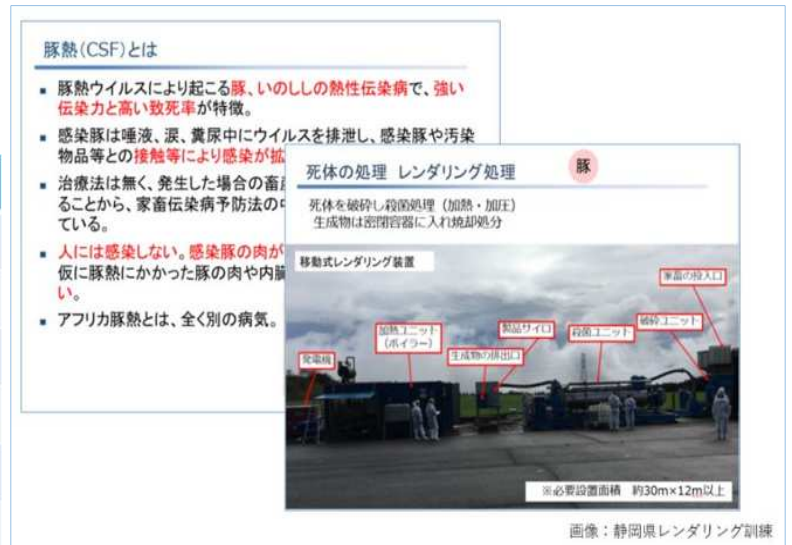 豚熱(CSF)とは
▪ 豚熱ウイルスにより起こる豚、いのししの熱性伝染病で、強い
伝染力と高い致死率が特徴。
▪ 感染豚は唾液、涙、糞尿中にウイルスを排泄し、感染豚や汚染
物品等との接触等により感染が拡
▪ 治療法は無く、発生した場合の畜産
ることから、家畜伝染病予防法の中
ている。
▪ 人には感染しない。感染豚の肉が
仮に豚熱にかかった豚の肉や内臓
い。
▪ アフリカ豚熱とは、全く別の病気。
死体の処理 レンダリング処理
豚
死体を破砕し殺菌処理（加熱・加圧）
生成物は密閉容器に入れ焼却処分
移動式レンダリング装置
家畜の投入口
破砕ユニット
殺菌ユニット
製品サイロ
生成物の排出口
加熱ユニット
（ボイラー）
発電機
※必要設置面積 約30m×12m以上
画像：静岡県レンダリング訓練